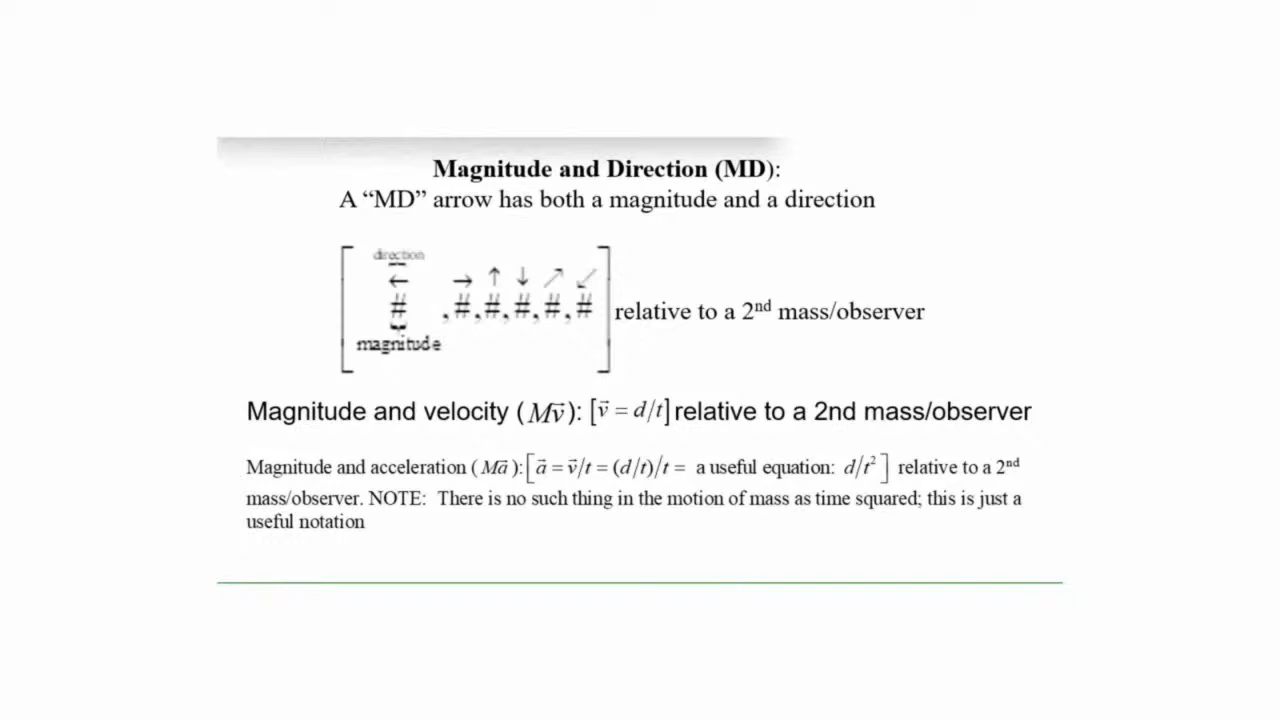 Magnitude and Direction (MD):
A “MD” arrow has both a magnitude and a direction
direction
← → ↑ ↓ ↗ ↙
[ # ,#,#,#,#,# ] relative to a 2nd mass/observer
magnitude
Magnitude and velocity (Mv⃗): [v⃗ = d/t] relative to a 2nd mass/observer
Magnitude and acceleration (Ma⃗): [a⃗ = v⃗/t = (d/t)/t = a useful equation: d/t²] relative to a 2nd
mass/observer. NOTE: There is no such thing in the motion of mass as time squared; this is just a
useful notation